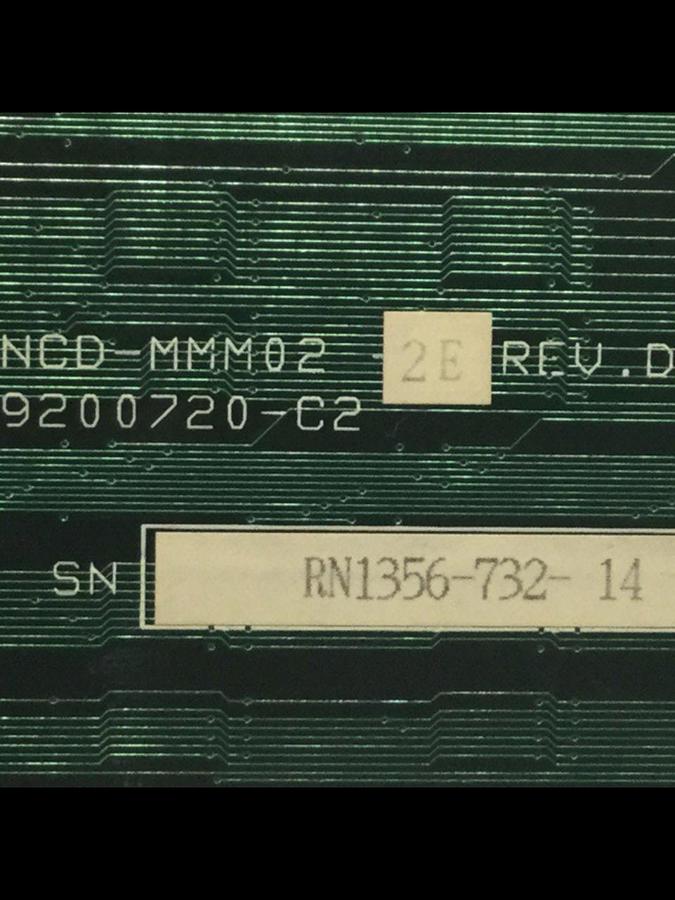 NCD-MMM02 - 2E REV.D
9200720-C2
SN RN1356-732- 14